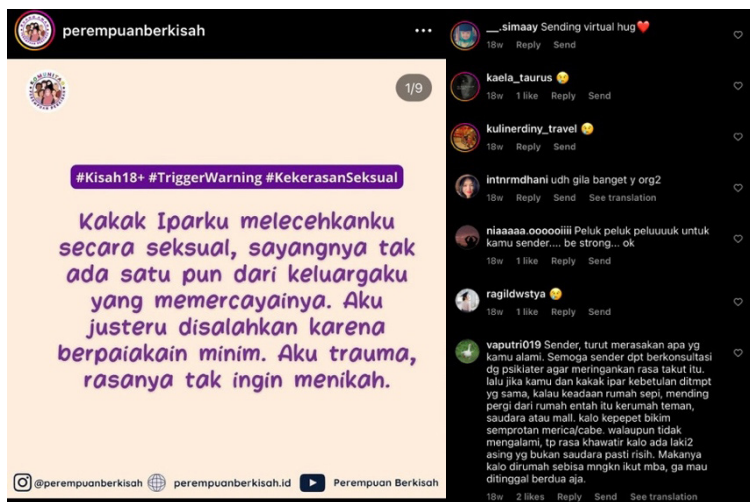 perempuanberkisah
1/9
#Kisah18+ #TriggerWarning #KekerasanSeksual
Kakak Iparku melecehkanku
secara seksual, sayangnya tak
ada satu pun dari keluargaku
yang memercayainya. Aku
justeru disalahkan karena
berpaiakain minim. Aku trauma,
rasanya tak ingin menikah.
@perempuanberkisah perempuanberkisah.id Perempuan Berkisah
__.simaay Sending virtual hug❤️
18w Reply Send
kaela_taurus 😢
18w 1 like Reply Send
kulinerdiny_travel 😢
18w Reply Send
intnrmdhani udh gila banget y org2
18w Reply Send See translation
niaaaaa.oooooiiii Peluk peluk peluuuuk untuk
kamu sender.... be strong... ok
18w 1 like Reply Send
ragildwstya 😢
18w 1 like Reply Send
vaputri019 Sender, turut merasakan apa yg
kamu alami. Semoga sender dpt berkonsultasi
dg psikiater agar meringankan rasa takut itu.
lalu jika kamu dan kakak ipar kebetulan ditmpt
yg sama, kalau keadaan rumah sepi, mending
pergi dari rumah entah itu kerumah teman,
saudara atau mall. kalo kepepet bikim
semprotan merica/cabe. walaupun tidak
mengalami, tp rasa khawatir kalo ada laki2
asing yg bukan saudara pasti risih. Makanya
kalo dirumah sebisa mngkn ikut mba, ga mau
ditinggal berdua aja.
18w 2 likes Reply Send See translation